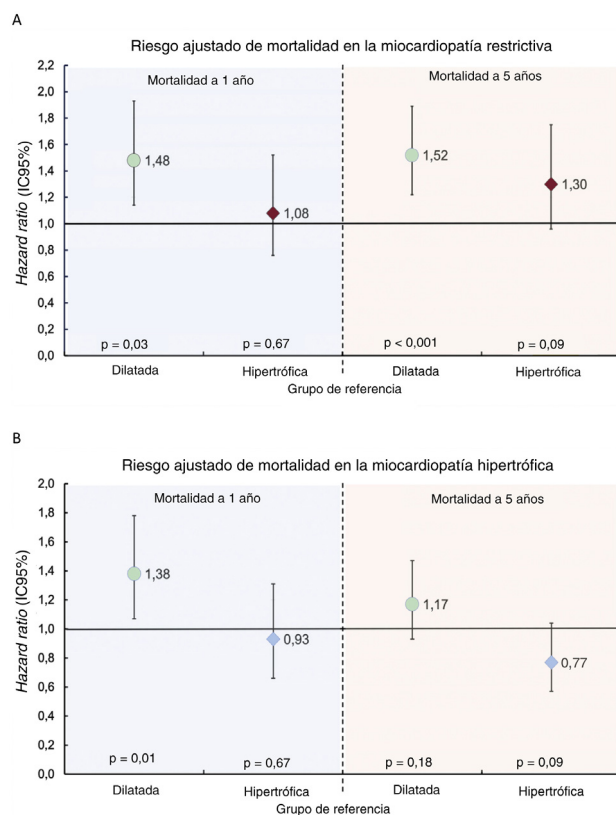 A
Riesgo ajustado de mortalidad en la miocardiopatía restrictiva
Mortalidad a 1 año
Mortalidad a 5 años
Hazard ratio (IC95%)
2,2
2,0
1,8
1,6
1,4
1,2
1,0
0,8
0,6
0,4
0,2
0,0
1,48
1,08
1,52
1,30
p = 0,03
p = 0,67
p < 0,001
p = 0,09
Dilatada
Hipertrófica
Dilatada
Hipertrófica
Grupo de referencia
B
Riesgo ajustado de mortalidad en la miocardiopatía hipertrófica
Mortalidad a 1 año
Mortalidad a 5 años
Hazard ratio (IC95%)
2,0
1,8
1,6
1,4
1,2
1,0
0,8
0,6
0,4
0,2
0,0
1,38
0,93
1,17
0,77
p = 0,01
p = 0,67
p = 0,18
p = 0,09
Dilatada
Hipertrófica
Dilatada
Hipertrófica
Grupo de referencia